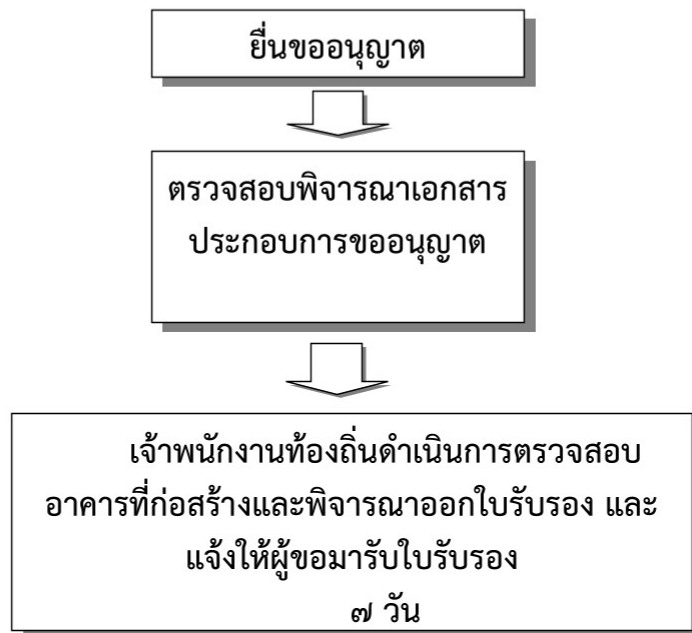 ยื่นขออนุญาต
ตรวจสอบพิจารณาเอกสาร
ประกอบการขออนุญาต
เจ้าพนักงานท้องถิ่นดำเนินการตรวจสอบ
อาคารที่ก่อสร้างและพิจารณาออกใบรับรอง และ
แจ้งให้ผู้ขอมารับใบรับรอง
๗ วัน